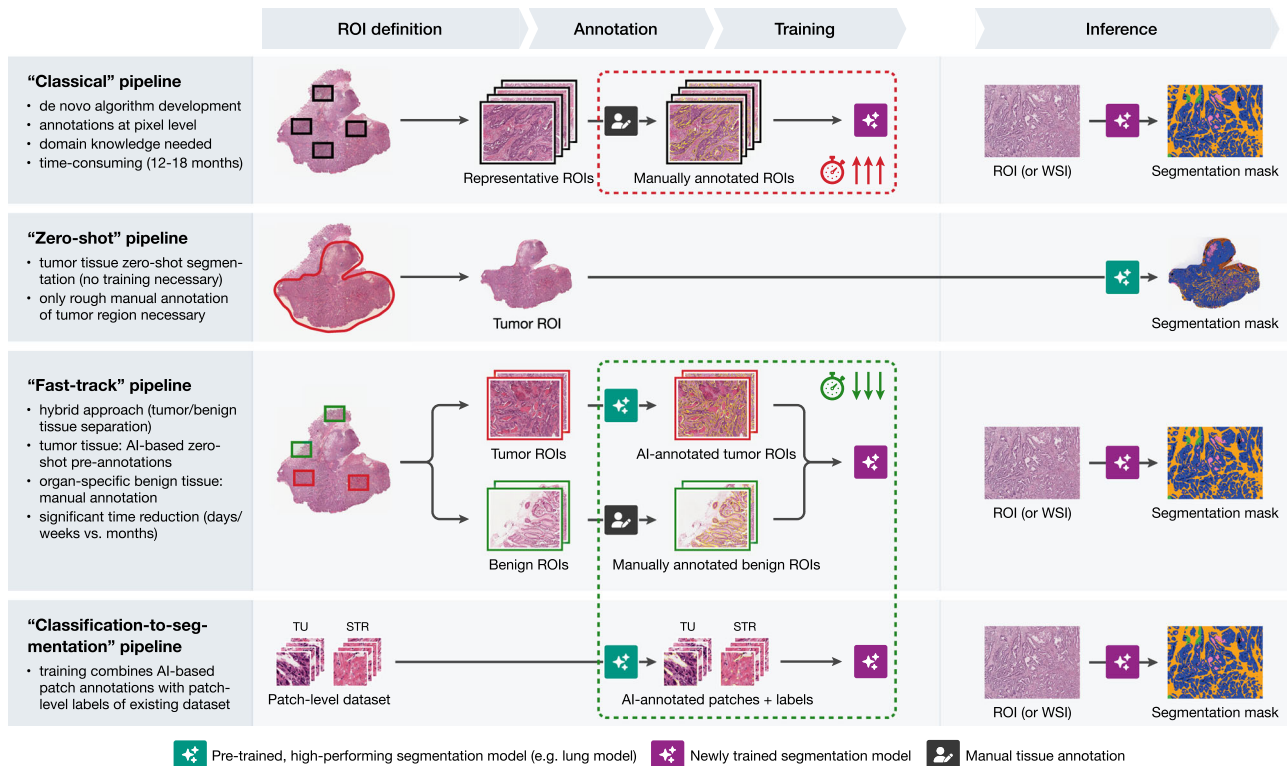 ROI definition
Annotation
Training
Inference
“Classical” pipeline
• de novo algorithm development
• annotations at pixel level
• domain knowledge needed
• time-consuming (12-18 months)
Representative ROIs
Manually annotated ROIs
ROI (or WSI)
Segmentation mask
“Zero-shot” pipeline
• tumor tissue zero-shot segmen-
tation (no training necessary)
• only rough manual annotation
of tumor region necessary
Tumor ROI
Segmentation mask
“Fast-track” pipeline
• hybrid approach (tumor/benign
tissue separation)
• tumor tissue: AI-based zero-
shot pre-annotations
• organ-specific benign tissue:
manual annotation
• significant time reduction (days/
weeks vs. months)
Tumor ROIs
AI-annotated tumor ROIs
Benign ROIs
Manually annotated benign ROIs
ROI (or WSI)
Segmentation mask
“Classification-to-seg-
mentation” pipeline
• training combines AI-based
patch annotations with patch-
level labels of existing dataset
TU
STR
Patch-level dataset
TU
STR
AI-annotated patches + labels
ROI (or WSI)
Segmentation mask
Pre-trained, high-performing segmentation model (e.g. lung model)
Newly trained segmentation model
Manual tissue annotation